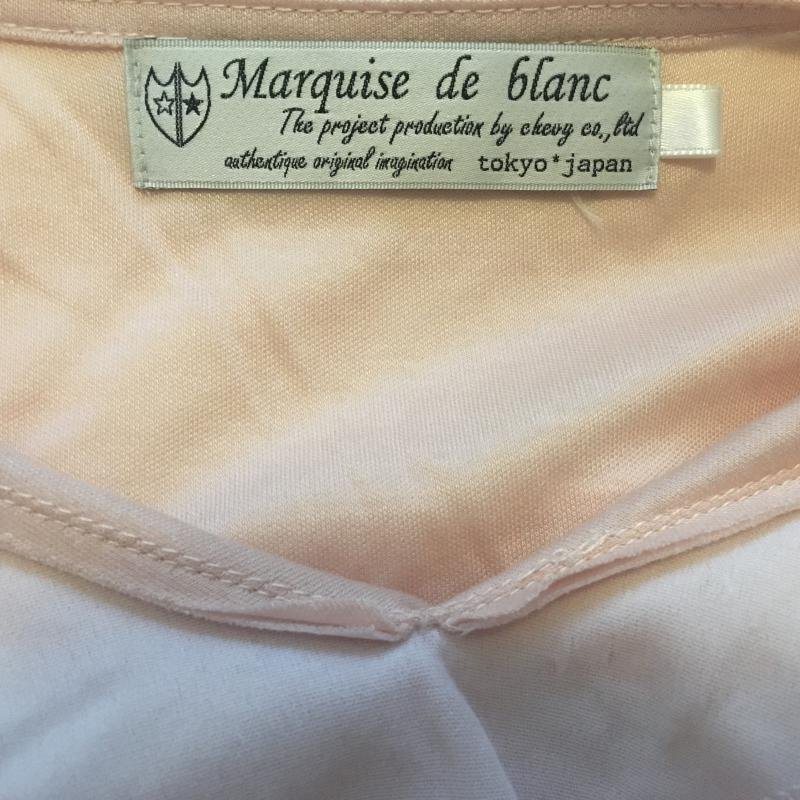 Marquise de blanc
The project production by chevy co.,ltd
authentique original imagination tokyo*japan